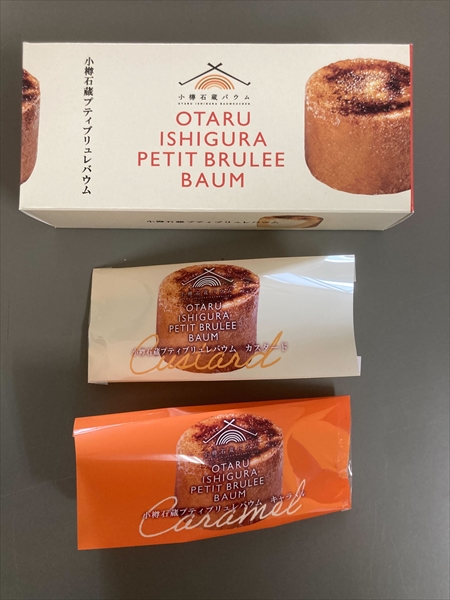 小樽石蔵プティブリュレバウム
小樽石蔵バウム
OTARU ISHIGURA BAUMKUCHEN
OTARU
ISHIGURA
PETIT BRULEE
BAUM
小樽石蔵プティブリュレバウム
OTARU
ISHIGURA
PETIT BRULEE
BAUM
Custard
小樽石蔵プティブリュレバウム カスタード
OTARU
ISHIGURA
PETIT BRULEE
BAUM
小樽石蔵プティブリュレバウム キャラメル
Caramel